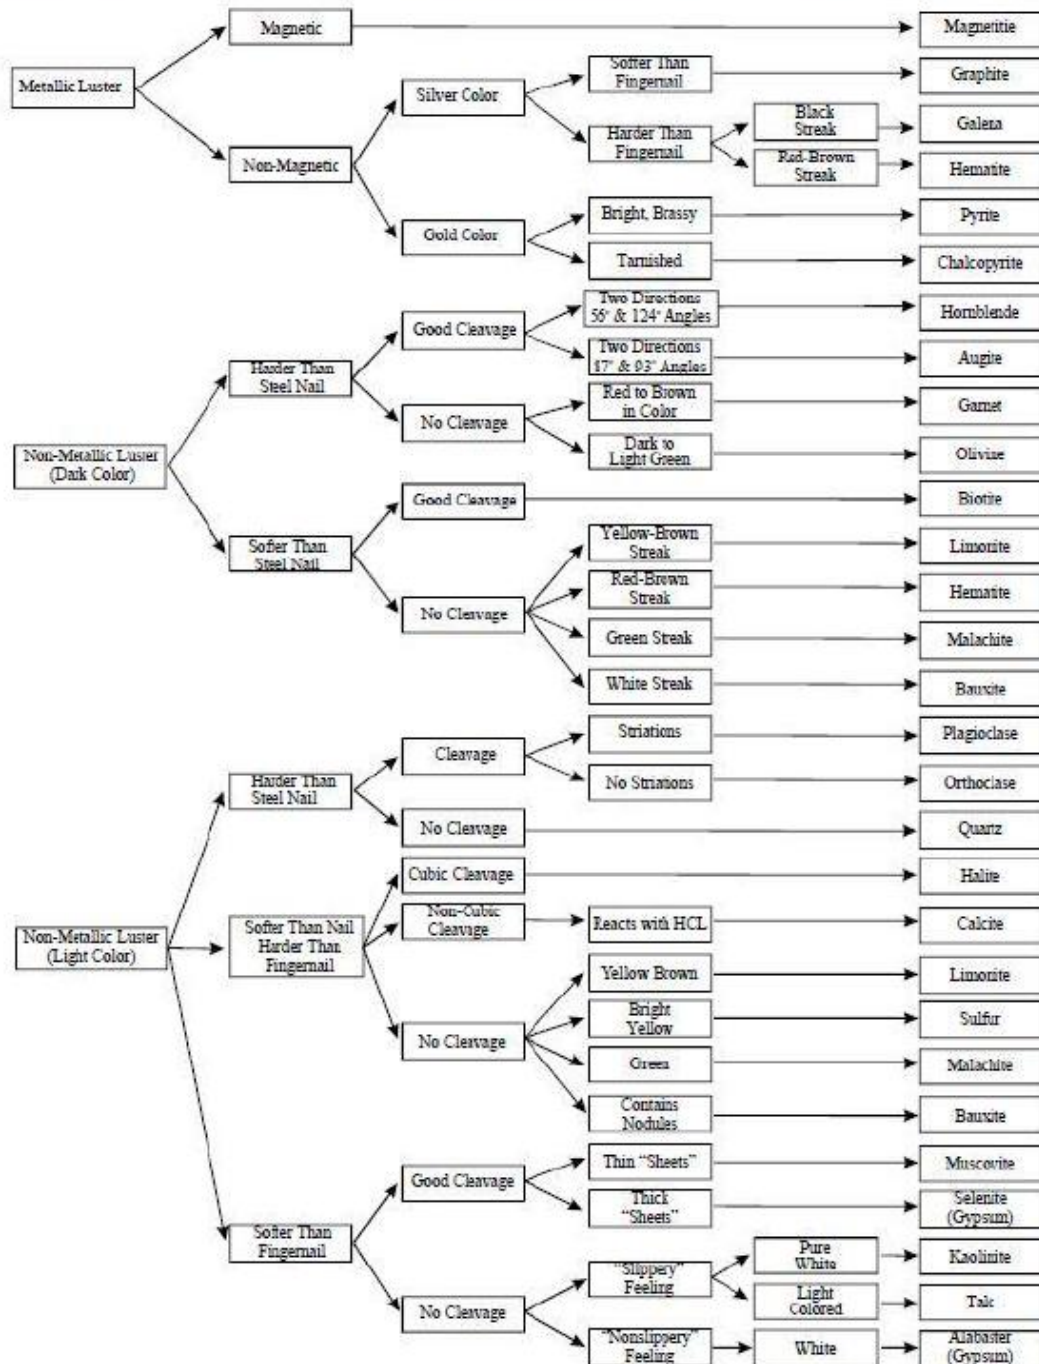 Magnetic
Magnetitie
Metallic Luster
Softer Than
Fingernail
Graphite
Silver Color
Black
Streak
Galena
Harder Than
Fingernail
Red-Brown
Streak
Hematite
Non-Magnetic
Bright, Brassy
Pyrite
Gold Color
Tarnished
Chalcopyrite
Two Directions
56° & 124° Angles
Hornblende
Good Cleavage
Two Directions
87° & 93° Angles
Augite
Harder Than
Steel Nail
Red to Brown
in Color
Garnet
No Cleavage
Dark to
Light Green
Olivine
Non-Metallic Luster
(Dark Color)
Good Cleavage
Biotite
Softer Than
Steel Nail
Yellow-Brown
Streak
Limonite
Red-Brown
Streak
Hematite
No Cleavage
Green Streak
Malachite
White Streak
Bauxite
Striations
Plagioclase
Cleavage
No Striations
Orthoclase
Harder Than
Steel Nail
No Cleavage
Quartz
Cubic Cleavage
Halite
Non-Cubic
Cleavage
Reacts with HCL
Calcite
Non-Metallic Luster
(Light Color)
Softer Than Nail
Harder Than
Fingernail
Yellow Brown
Limonite
Bright
Yellow
Sulfur
No Cleavage
Green
Malachite
Contains
Nodules
Bauxite
Thin “Sheets”
Muscovite
Good Cleavage
Thick
“Sheets”
Selenite
(Gypsum)
Softer Than
Fingernail
Pure
White
Kaolinite
“Slippery”
Feeling
Light
Colored
Talc
No Cleavage
“Nonslippery”
Feeling
White
Alabaster
(Gypsum)